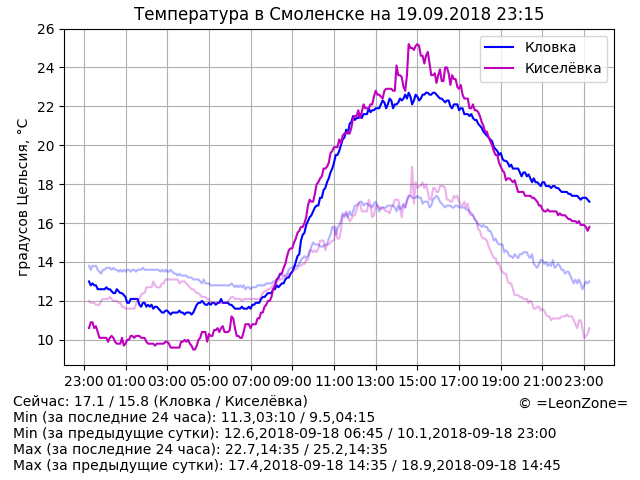 Температура в Смоленске на 19.09.2018 23:15
Кловка
Киселёвка
градусов Цельсия, °C
26
24
22
20
18
16
14
12
10
23:00 01:00 03:00 05:00 07:00 09:00 11:00 13:00 15:00 17:00 19:00 21:00 23:00
Сейчас: 17.1 / 15.8 (Кловка / Киселёвка)
© =LeonZone=
Min (за последние 24 часа): 11.3,03:10 / 9.5,04:15
Min (за предыдущие сутки): 12.6,2018-09-18 06:45 / 10.1,2018-09-18 23:00
Max (за последние 24 часа): 22.7,14:35 / 25.2,14:35
Max (за предыдущие сутки): 17.4,2018-09-18 14:35 / 18.9,2018-09-18 14:45